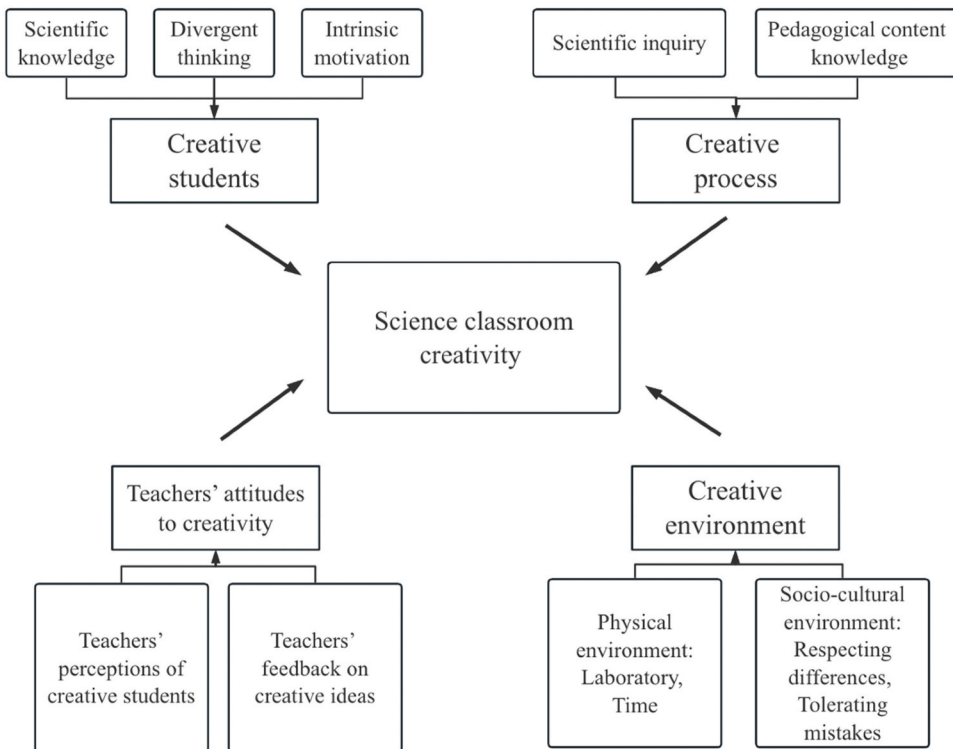 Scientific
knowledge
Divergent
thinking
Intrinsic
motivation
Scientific inquiry
Pedagogical content
knowledge
Creative
students
Creative
process
Science classroom
creativity
Teachers’ attitudes
to creativity
Creative
environment
Teachers’
perceptions of
creative students
Teachers’
feedback on
creative ideas
Physical
environment:
Laboratory,
Time
Socio-cultural
environment:
Respecting
differences,
Tolerating
mistakes